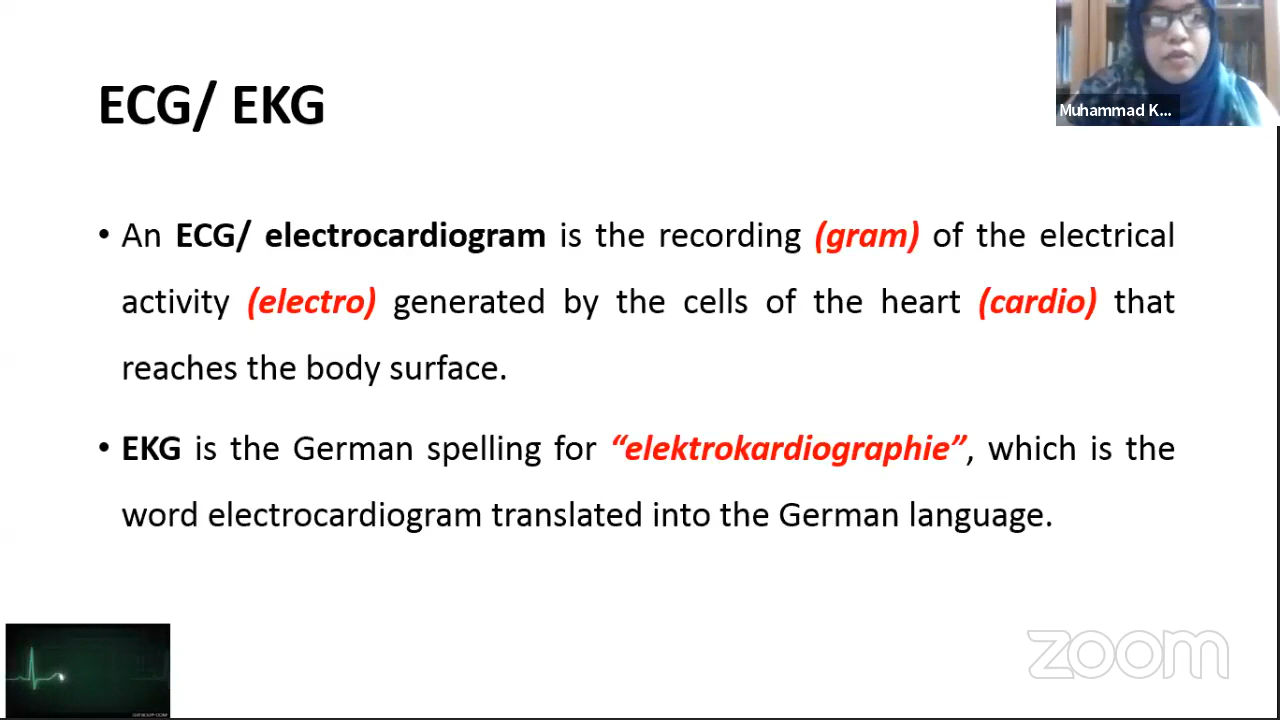 ECG/ EKG
Muhammad K...
• An ECG/ electrocardiogram is the recording (gram) of the electrical
activity (electro) generated by the cells of the heart (cardio) that
reaches the body surface.
• EKG is the German spelling for “elektrokardiographie”, which is the
word electrocardiogram translated into the German language.
zoom